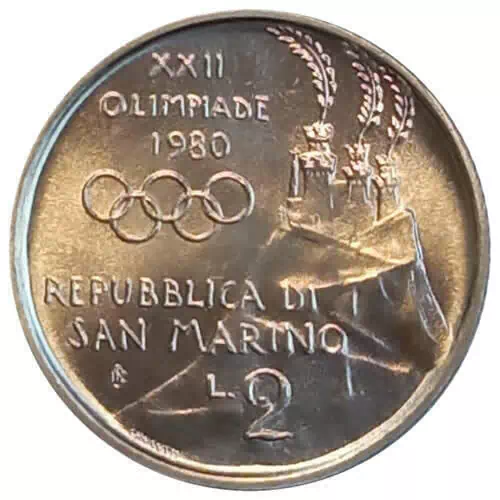 XXII
OLIMPIADE
1980
REPUBBLICA DI
SAN MARINO
R
L. 2